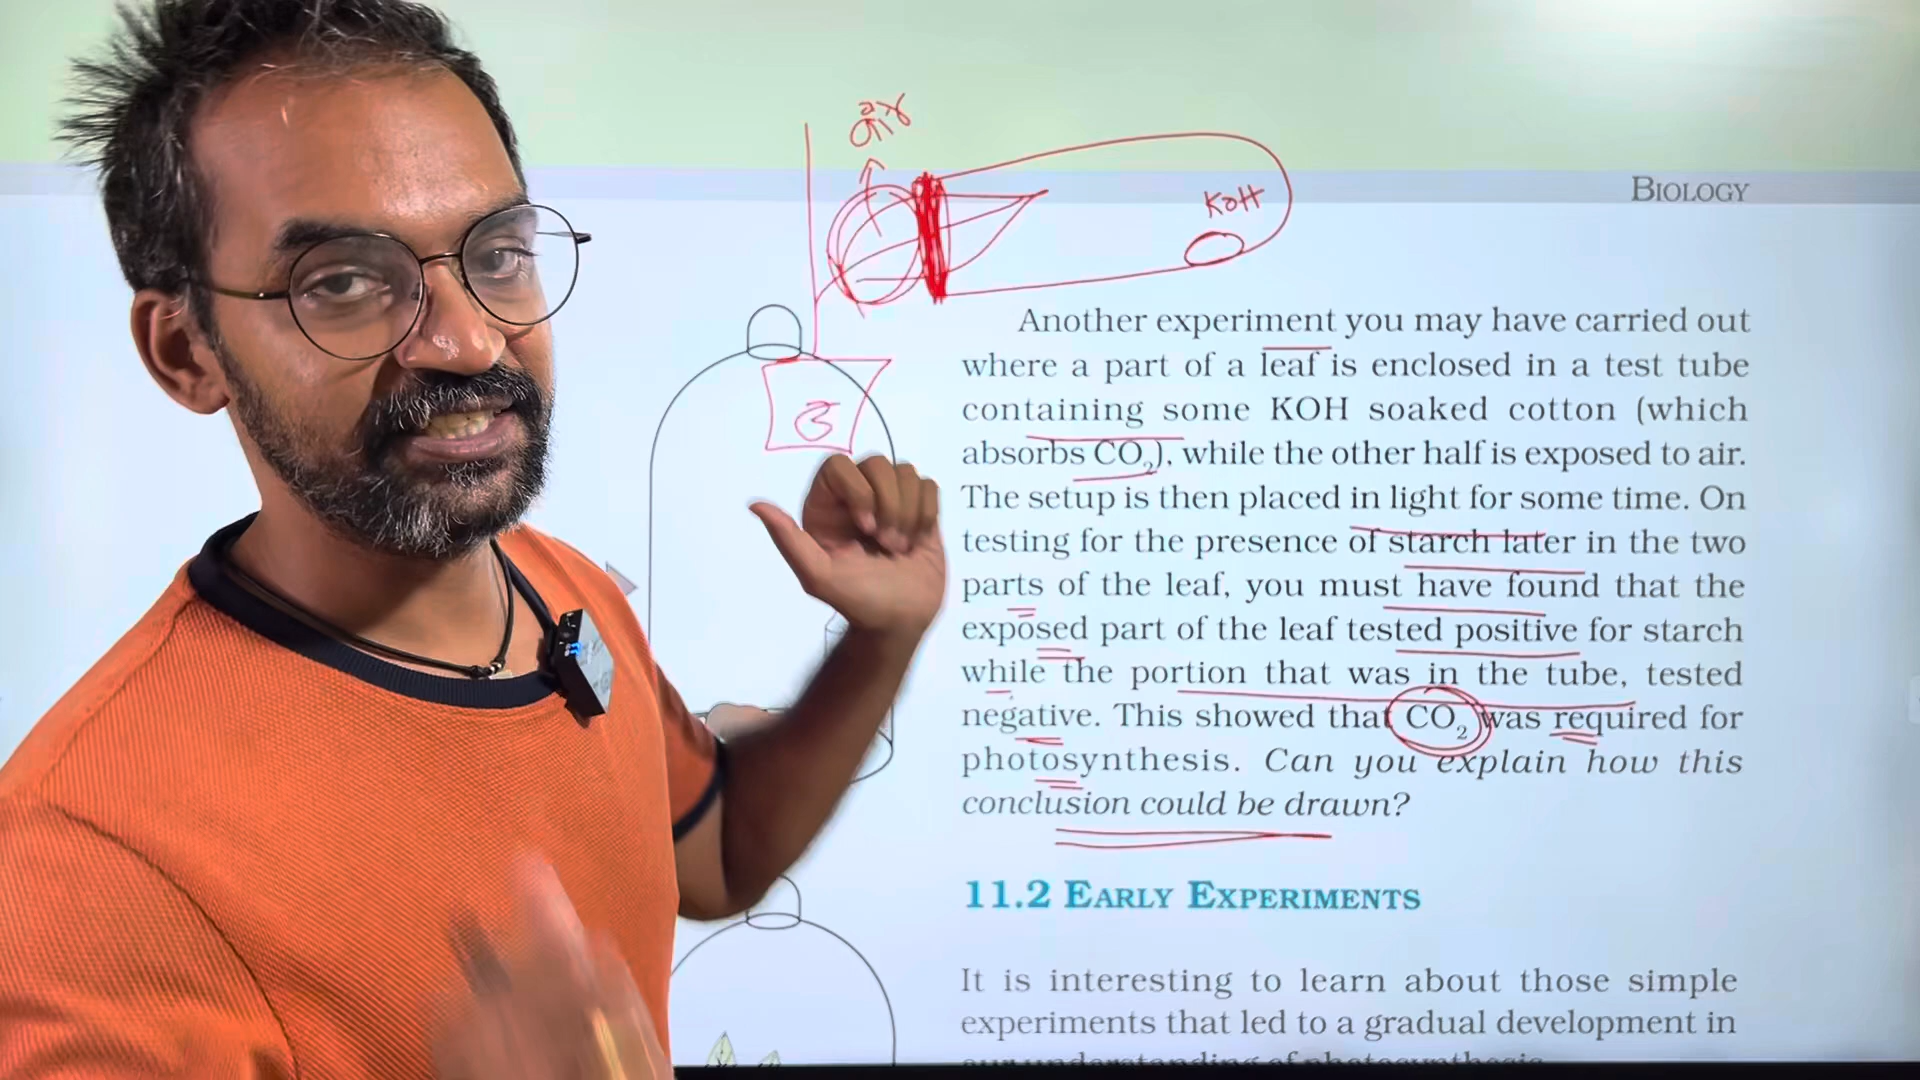 BIOLOGY
air
KOH
Another experiment you may have carried out
where a part of a leaf is enclosed in a test tube
containing some KOH soaked cotton (which
absorbs CO₂), while the other half is exposed to air.
The setup is then placed in light for some time. On
testing for the presence of starch later in the two
parts of the leaf, you must have found that the
exposed part of the leaf tested positive for starch
while the portion that was in the tube, tested
negative. This showed that CO₂ was required for
photosynthesis. Can you explain how this
conclusion could be drawn?
11.2 EARLY EXPERIMENTS
It is interesting to learn about those simple
experiments that led to a gradual development in
our understanding of photosynthesis.